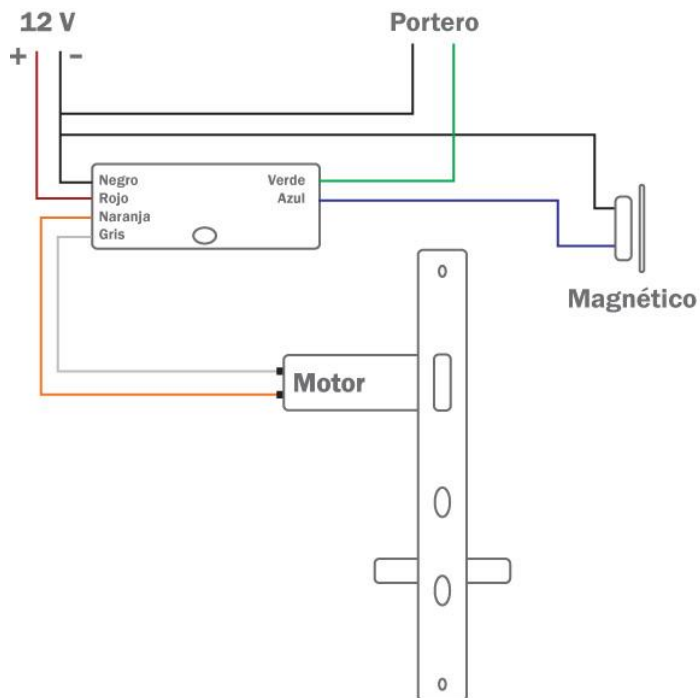 12 V
Portero
+ −
Negro
Verde
Rojo
Azul
Naranja
Gris
Magnético
Motor